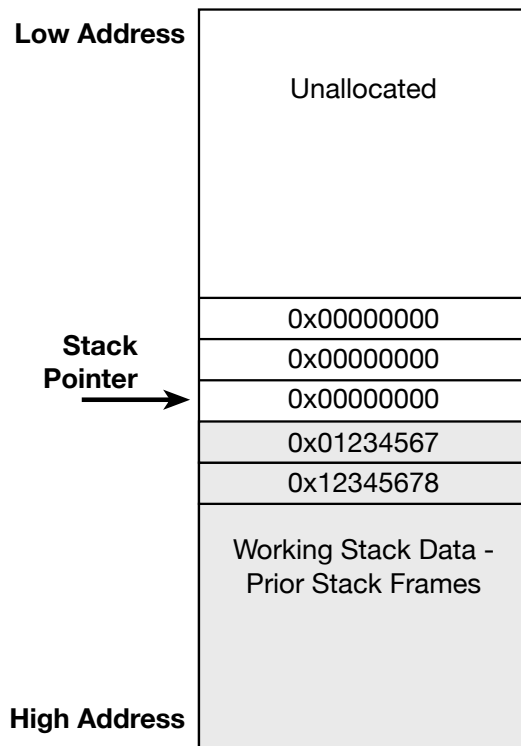 Low Address
Unallocated
0x00000000
Stack
Pointer
0x00000000
0x00000000
0x01234567
0x12345678
Working Stack Data -
Prior Stack Frames
High Address